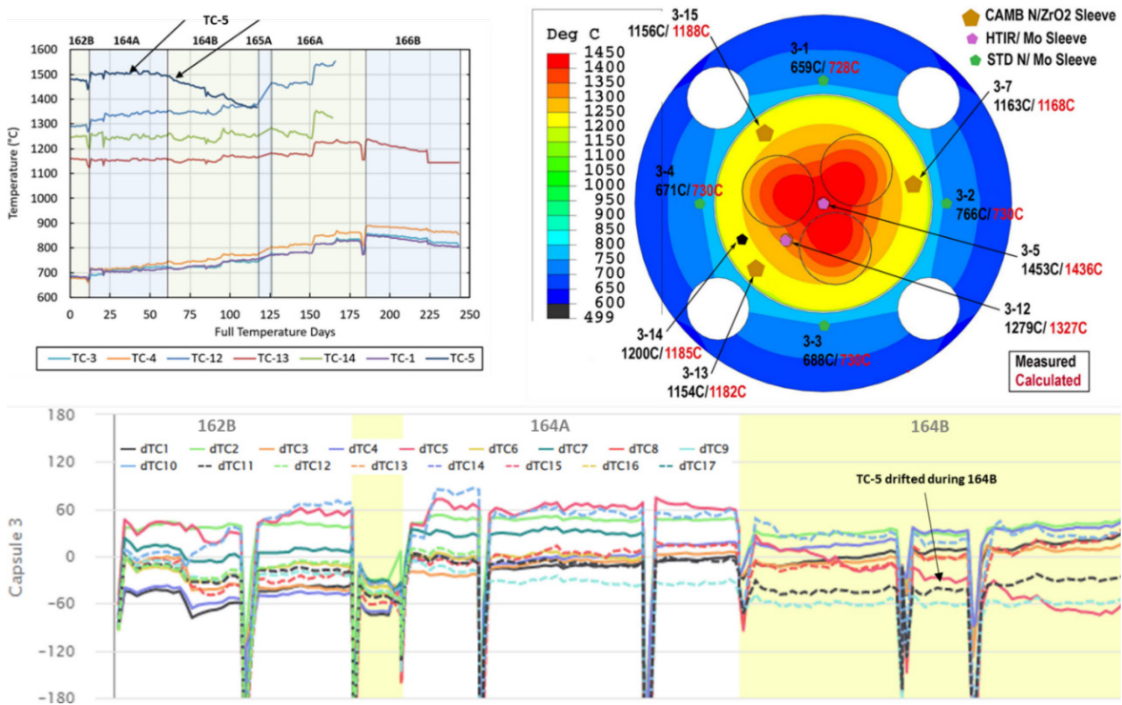 TC-5
162B 164A 164B 165A 166A 166B
1600
1500
1400
1300
1200
1100
1000
900
800
700
600
Temperature (°C)
0 25 50 75 100 125 150 175 200 225 250
Full Temperature Days
TC-3 TC-4 TC-12 TC-13 TC-14 TC-1 TC-5
Deg C
1450
1400
1350
1300
1250
1200
1150
1100
1050
1000
950
900
850
800
750
700
650
600
499
3-15
1156C/ 1188C
3-1
659C/ 728C
CAMB N/ZrO2 Sleeve
HTIR/ Mo Sleeve
STD N/ Mo Sleeve
3-7
1163C/ 1168C
3-4
671C/ 730C
3-2
766C/ 730C
3-5
1453C/ 1436C
3-12
1279C/ 1327C
3-14
1200C/ 1185C
3-3
688C/ 730C
3-13
1154C/ 1182C
Measured
Calculated
Capsule 3
180
120
60
0
-60
-120
-180
162B 164A 164B
dTC1 dTC2 dTC3 dTC4 dTC5 dTC6 dTC7 dTC8 dTC9
dTC10 dTC11 dTC12 dTC13 dTC14 dTC15 dTC16 dTC17
TC-5 drifted during 164B